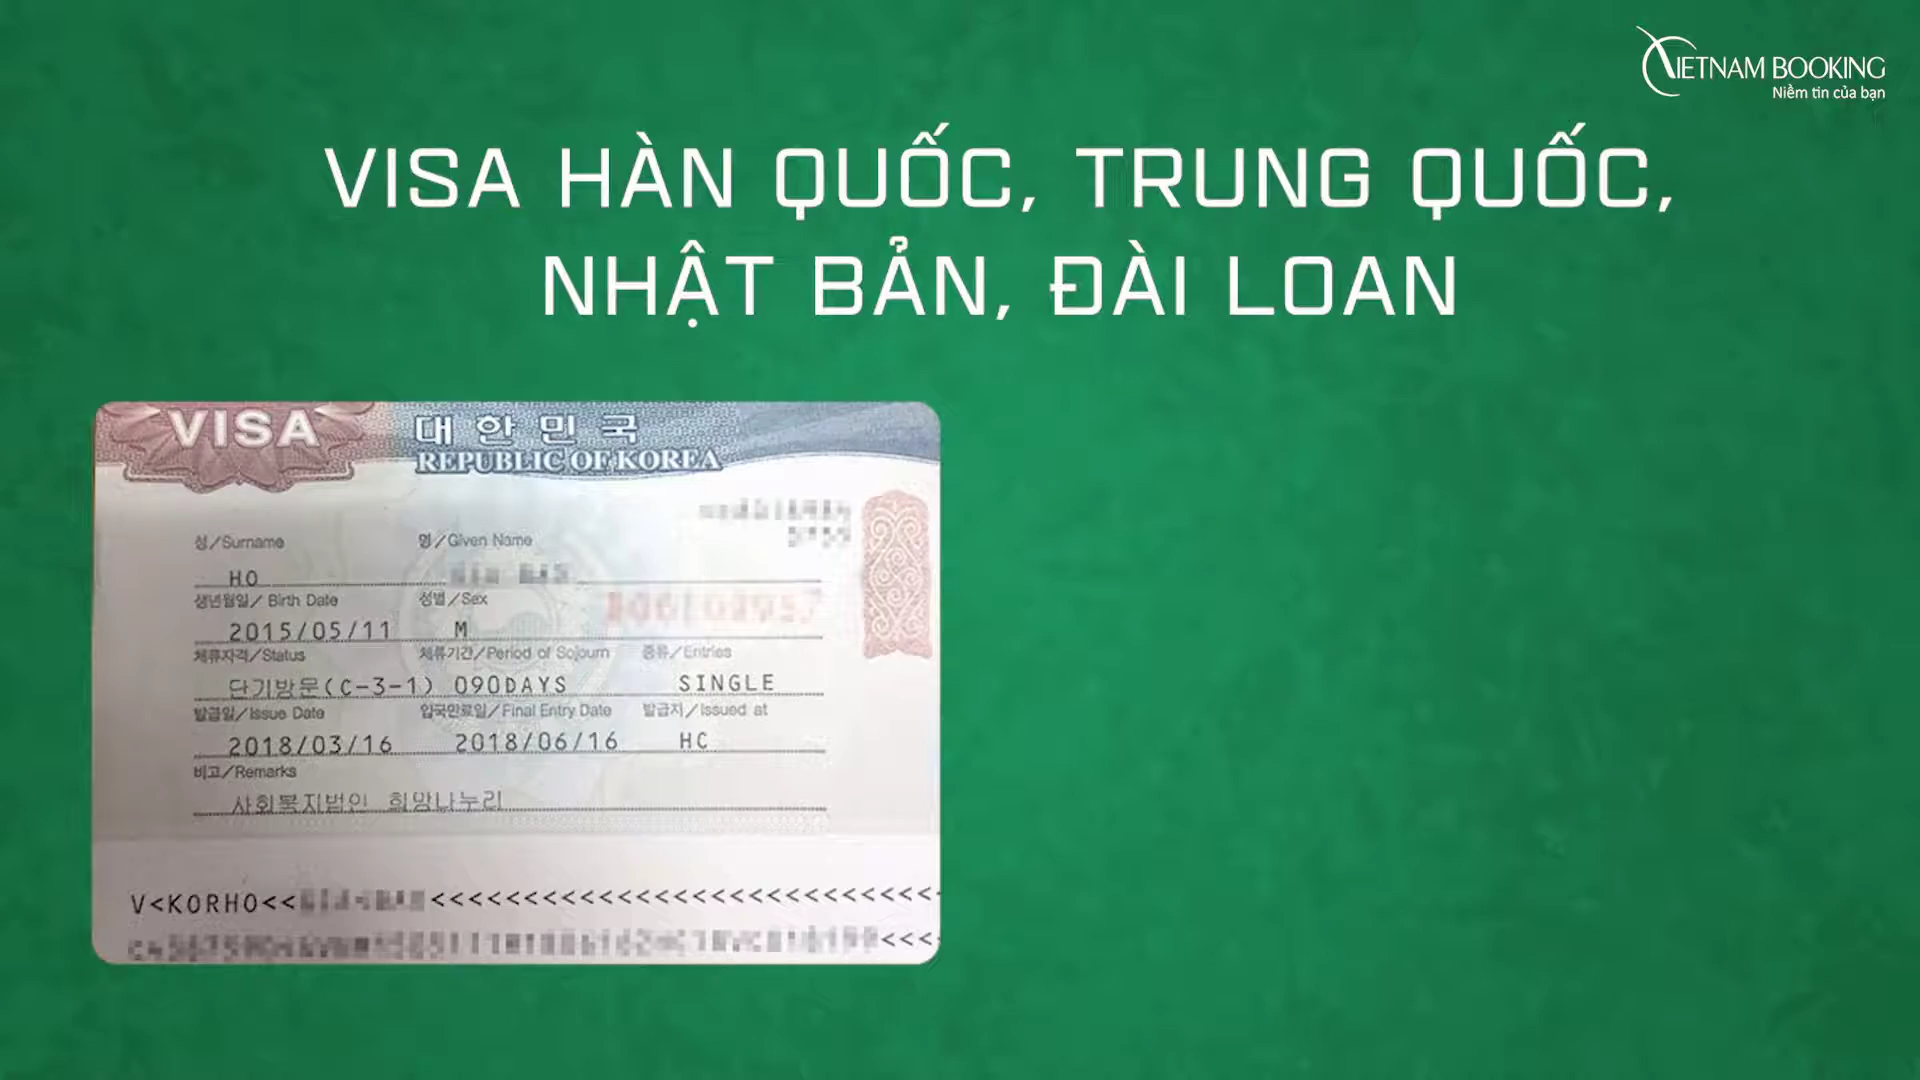 VIETNAM BOOKING
Niềm tin của bạn
VISA HÀN QUỐC, TRUNG QUỐC,
NHẬT BẢN, ĐÀI LOAN
VISA
대한민국
REPUBLIC OF KOREA
성/Surname 명/Given Name
HO
생년월일/Birth Date 성별/Sex
2015/05/11 M
체류자격/Status 체류기간/Period of Sojourn 종류/Entries
단기방문(C-3-1) 090DAYS SINGLE
발급일/Issue Date 입국만료일/Final Entry Date 발급지/Issued at
2018/03/16 2018/06/16 HC
비고/Remarks
사회복지법인 희망나누리
V<KORHO<< <<<<<<<<<<<<<<<<<<<<<<<<<<
<<<